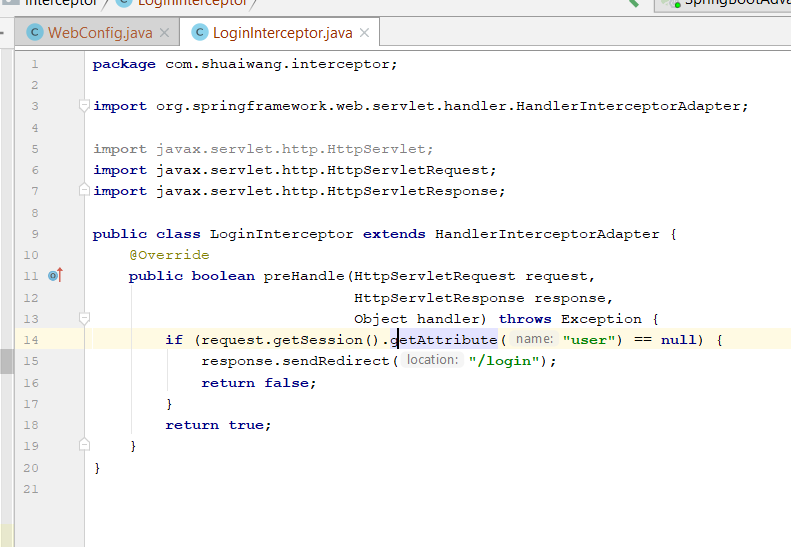 interceptor LoginInterceptor
WebConfig.java LoginInterceptor.java
1 package com.shuaiwang.interceptor;
2
3 import org.springframework.web.servlet.handler.HandlerInterceptorAdapter;
4
5 import javax.servlet.http.HttpServlet;
6 import javax.servlet.http.HttpServletRequest;
7 import javax.servlet.http.HttpServletResponse;
8
9 public class LoginInterceptor extends HandlerInterceptorAdapter {
10 @Override
11 public boolean preHandle(HttpServletRequest request,
12 HttpServletResponse response,
13 Object handler) throws Exception {
14 if (request.getSession().getAttribute( name: "user") == null) {
15 response.sendRedirect( location: "/login");
16 return false;
17 }
18 return true;
19 }
20 }
21